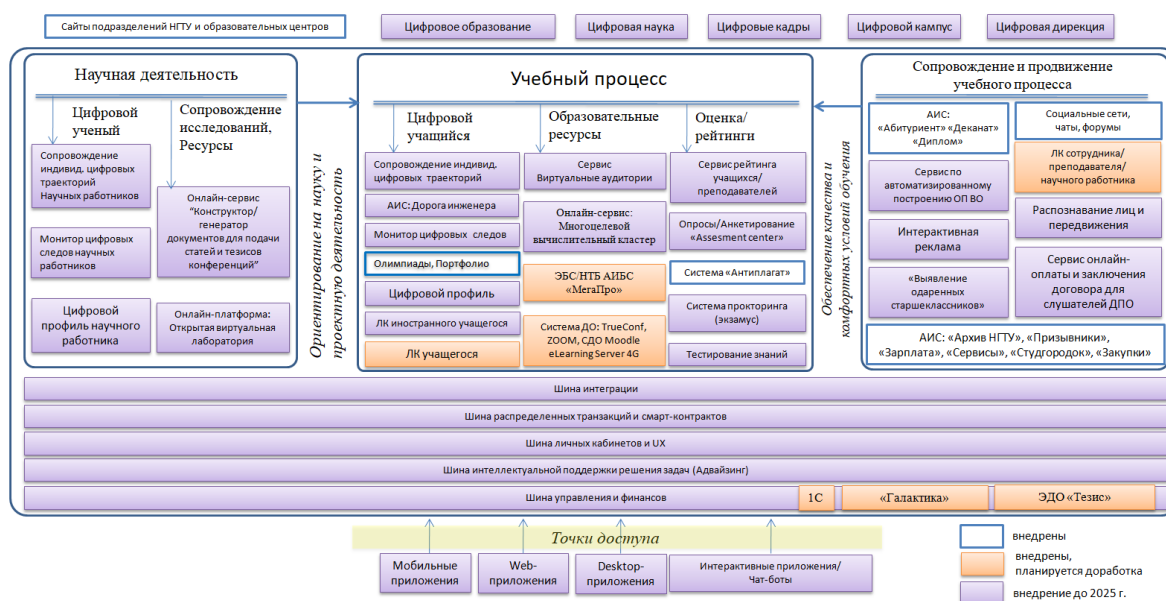 Сайты подразделений НГТУ и образовательных центров
Цифровое образование
Цифровая наука
Цифровые кадры
Цифровой кампус
Цифровая дирекция
Научная деятельность
Цифровой
ученый
Сопровождение
исследований,
Ресурсы
Сопровождение
индивид. цифровых
траекторий
Научных работников
Монитор цифровых
следов научных
работников
Цифровой
профиль научного
работника
Онлайн-сервис
"Конструктор/
генератор
документов для подачи
статей и тезисов
конференций"
Онлайн-платформа:
Открытая виртуальная
лаборатория
Ориентирование на науку и
проектную деятельность
Учебный процесс
Цифровой
учащийся
Образовательные
ресурсы
Оценка/
рейтинги
Сопровождение индивид.
цифровых траекторий
АИС: Дорога инженера
Монитор цифровых следов
Олимпиады, Портфолио
Цифровой профиль
ЛК иностранного учащегося
ЛК учащегося
Сервис
Виртуальные аудитории
Онлайн-сервис:
Многоцелевой
вычислительный кластер
ЭБС/НТБ АИБС
«МегаПро»
Система ДО: TrueConf,
ZOOM, СДО Moodle
eLearning Server 4G
Сервис рейтинга
учащихся/
преподавателей
Опросы/Анкетирование
«Assesment center»
Система «Антиплагат»
Система прокторинга
(экзамус)
Тестирование знаний
Обеспечение качества и
комфортных условий обучения
Сопровождение и продвижение
учебного процесса
АИС:
«Абитуриент» «Деканат»
«Диплом»
Сервис по
автоматизированному
построению ОП ВО
Интерактивная
реклама
«Выявление
одаренных
старшеклассников»
Социальные сети,
чаты, форумы
ЛК сотрудника/
преподавателя/
научного работника
Распознавание лиц и
передвижения
Сервис онлайн-
оплаты и заключения
договора для
слушателей ДПО
АИС: «Архив НГТУ», «Призывники»,
«Зарплата», «Сервисы», «Студгородок», «Закупки»
Шина интеграции
Шина распределенных транзакций и смарт-контрактов
Шина личных кабинетов и UX
Шина интеллектуальной поддержки решения задач (Адвайзинг)
Шина управления и финансов
1С
«Галактика»
ЭДО «Тезис»
Точки доступа
Мобильные
приложения
Web-
приложения
Desktop-
приложения
Интерактивные приложения/
Чат-боты
внедрены
внедрены,
планируется доработка
внедрение до 2025 г.